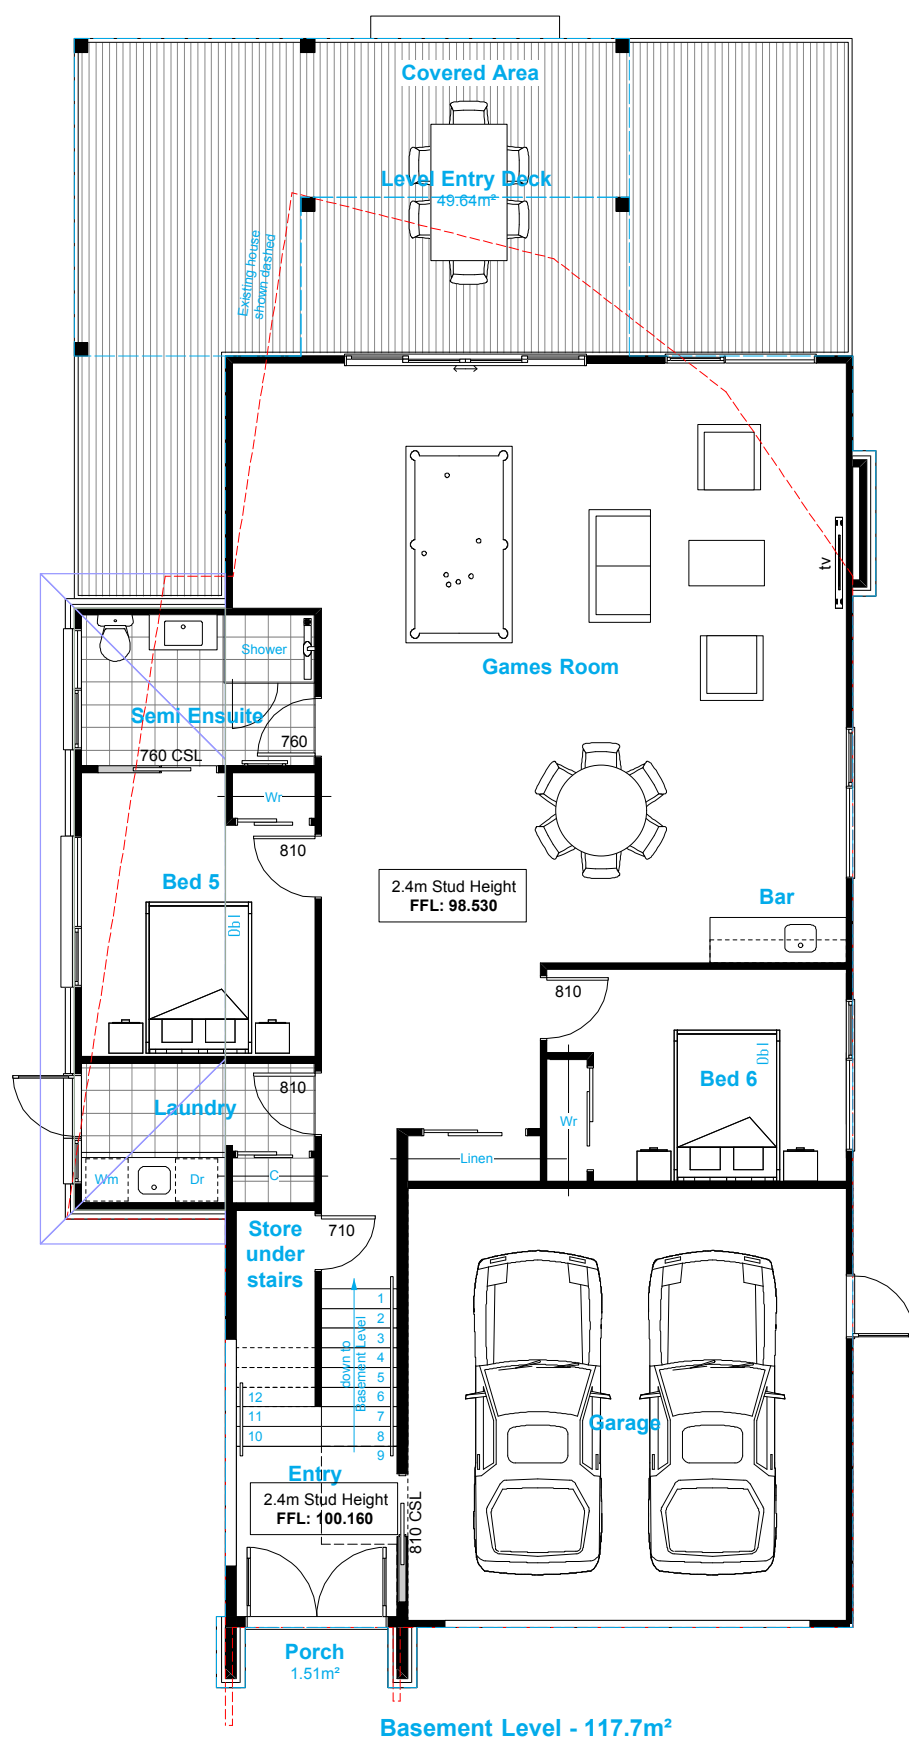 Covered Area
Level Entry Deck
49.64m²
Existing house
shown dashed
tv
Games Room
Shower
Semi Ensuite
760
760 CSL
Wr
810
Bed 5
Dbl
2.4m Stud Height
FFL: 98.530
Bar
810
Bed 6
Dbl
810
Laundry
Wr
Linen
Wm
Dr
C
Store
under
stairs
710
1
2
3
4
5
6
7
8
9
10
11
12
down to
Basement Level
Garage
Entry
2.4m Stud Height
FFL: 100.160
810 CSL
Porch
1.51m²
Basement Level - 117.7m²